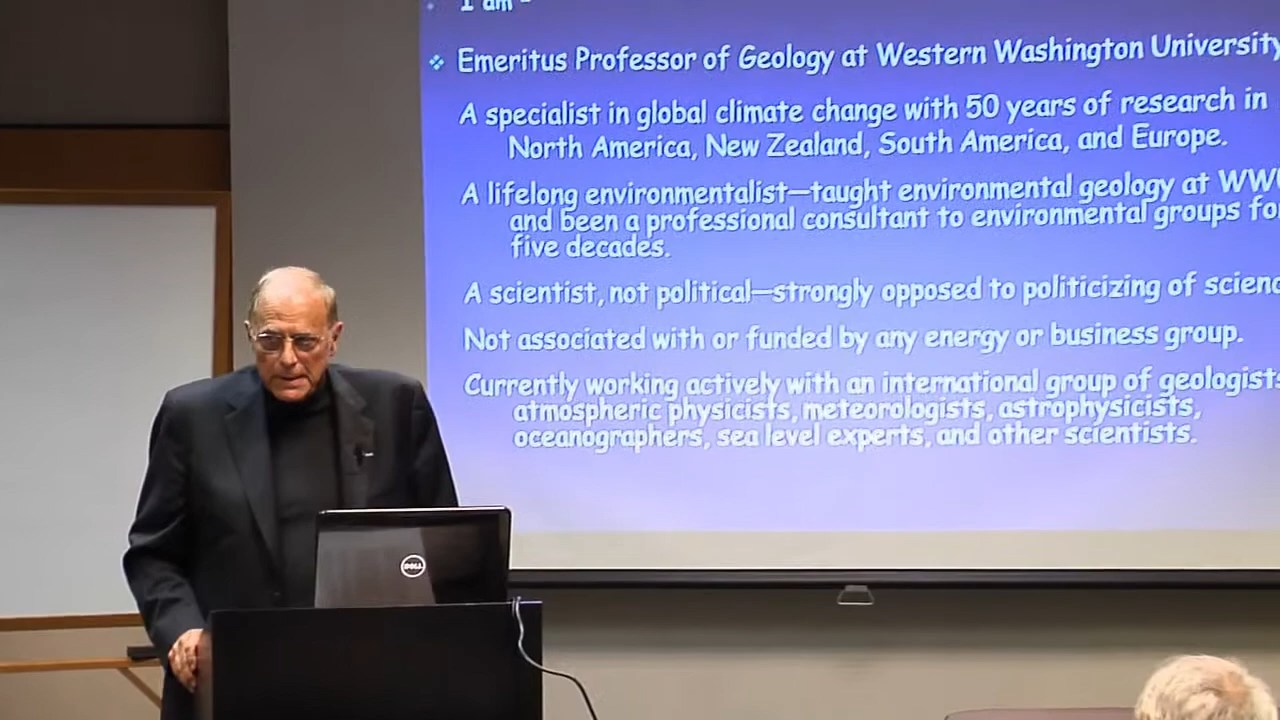 I am -
Emeritus Professor of Geology at Western Washington University
A specialist in global climate change with 50 years of research in
North America, New Zealand, South America, and Europe.
A lifelong environmentalist—taught environmental geology at WWU
and been a professional consultant to environmental groups fo
five decades.
A scientist, not political—strongly opposed to politicizing of scienc
Not associated with or funded by any energy or business group.
Currently working actively with an international group of geologists
atmospheric physicists, meteorologists, astrophysicists,
oceanographers, sea level experts, and other scientists.
DELL